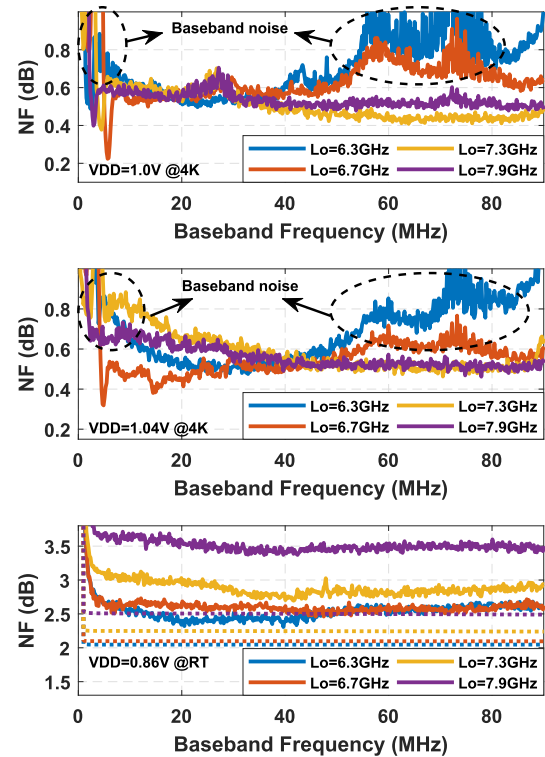 Baseband noise
0.8
0.6
0.4
0.2
NF (dB)
VDD=1.0V @4K
Lo=6.3GHz Lo=7.3GHz
Lo=6.7GHz Lo=7.9GHz
0 20 40 60 80
Baseband Frequency (MHz)
Baseband noise
0.8
0.6
0.4
0.2
NF (dB)
VDD=1.04V @4K
Lo=6.3GHz Lo=7.3GHz
Lo=6.7GHz Lo=7.9GHz
0 20 40 60 80
Baseband Frequency (MHz)
3.5
3
2.5
2
1.5
NF (dB)
VDD=0.86V @RT
Lo=6.3GHz Lo=7.3GHz
Lo=6.7GHz Lo=7.9GHz
0 20 40 60 80
Baseband Frequency (MHz)